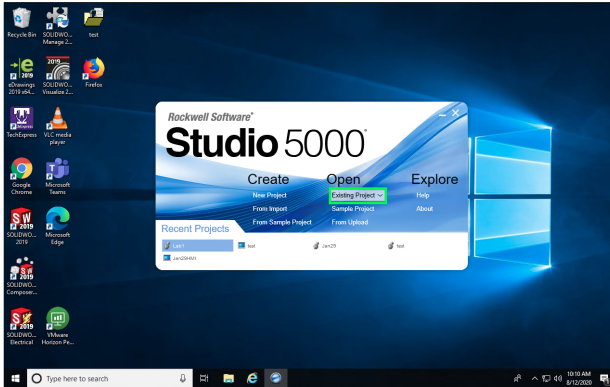 Recycle Bin
SOLIDWO...
Manage 2...
test
eDrawings
2019 x64...
2019
SOLIDWO...
Visualize 2...
Firefox
TechExpress
VLC media
player
Google
Chrome
Microsoft
Teams
SOLIDWO...
2019
Microsoft
Edge
SOLIDWO...
Composer...
SOLIDWO...
Electrical
VMware
Horizon Pe...
Rockwell Software®
Studio 5000®
Create
New Project
From Import
From Sample Project
Open
Existing Project
Sample Project
From Upload
Explore
Help
About
Recent Projects
Lab1
test
Jan29
test
Jan29HMI
Type here to search
10:10 AM
8/12/2020